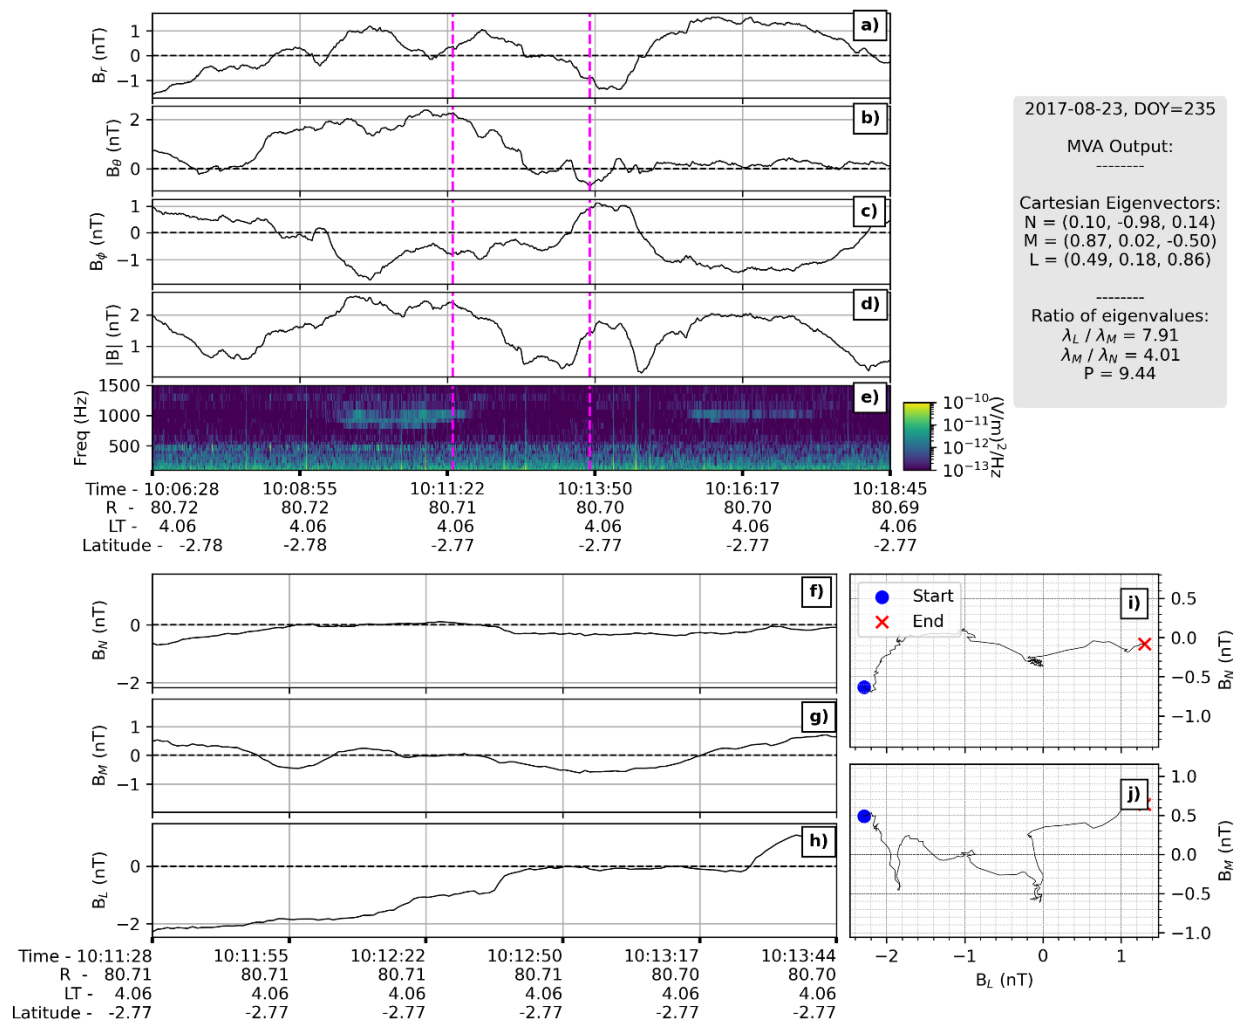 a)
1
0
−1
B_r (nT)
b)
2
0
B_θ (nT)
c)
1
0
−1
B_ϕ (nT)
d)
2
1
|B| (nT)
e)
1500
1000
500
Freq (Hz)
10^−10
10^−11
10^−12
10^−13
(V/m)²/Hz
Time - 10:06:28 10:08:55 10:11:22 10:13:50 10:16:17 10:18:45
R - 80.72 80.72 80.71 80.70 80.70 80.69
LT - 4.06 4.06 4.06 4.06 4.06 4.06
Latitude - -2.78 -2.78 -2.77 -2.77 -2.77 -2.77
2017-08-23, DOY=235
MVA Output:
--------
Cartesian Eigenvectors:
N = (0.10, -0.98, 0.14)
M = (0.87, 0.02, -0.50)
L = (0.49, 0.18, 0.86)
--------
Ratio of eigenvalues:
λ_L / λ_M = 7.91
λ_M / λ_N = 4.01
P = 9.44
f)
0
−2
B_N (nT)
g)
1
0
−1
B_M (nT)
h)
0
−2
B_L (nT)
Time - 10:11:28 10:11:55 10:12:22 10:12:50 10:13:17 10:13:44
R - 80.71 80.71 80.71 80.71 80.70 80.70
LT - 4.06 4.06 4.06 4.06 4.06 4.06
Latitude - -2.77 -2.77 -2.77 -2.77 -2.77 -2.77
Start
End
i)
0.5
0.0
−0.5
−1.0
B_N (nT)
j)
1.0
0.5
0.0
−0.5
−1.0
B_M (nT)
−2 −1 0 1
B_L (nT)